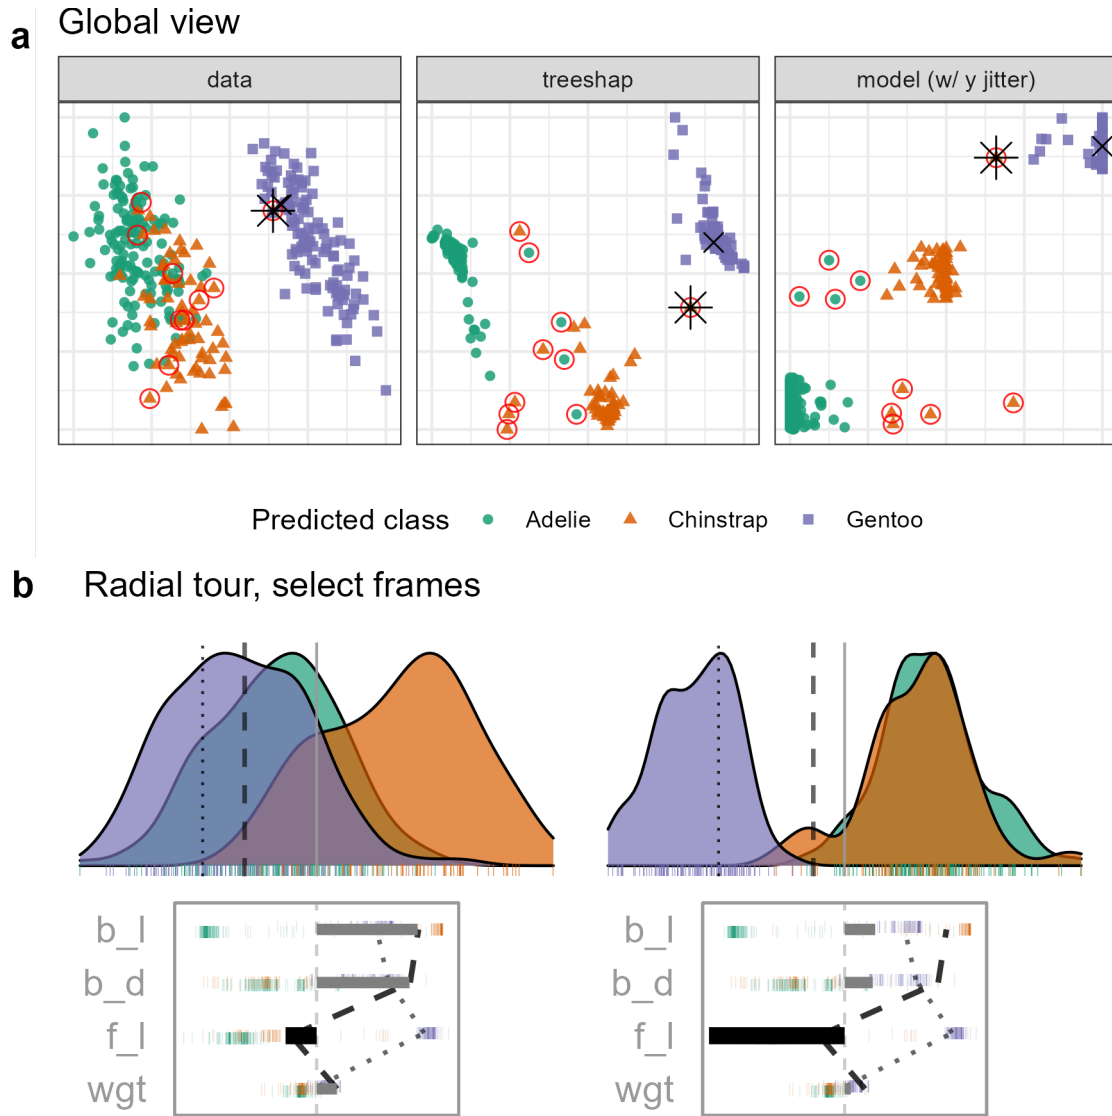 a Global view
data treeshap model (w/ y jitter)
Predicted class Adelie Chinstrap Gentoo
b Radial tour, select frames
b_l b_l
b_d b_d
f_l f_l
wgt wgt